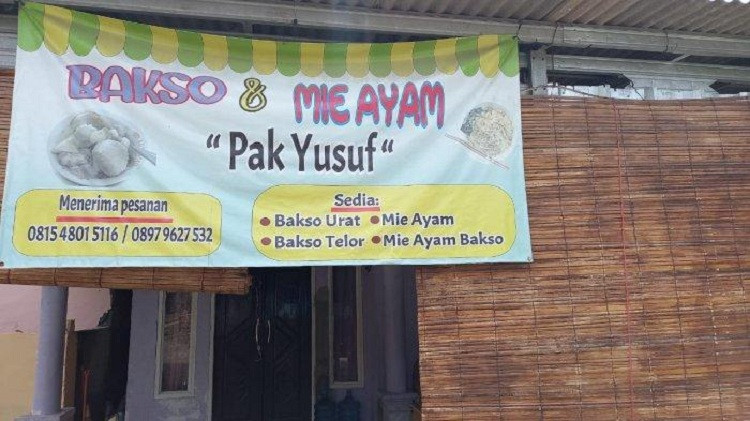 BAKSO & MIE AYAM
"Pak Yusuf"
Menerima pesanan
0815 4801 5116 / 0897 9627 532
Sedia:
• Bakso Urat • Mie Ayam
• Bakso Telor • Mie Ayam Bakso